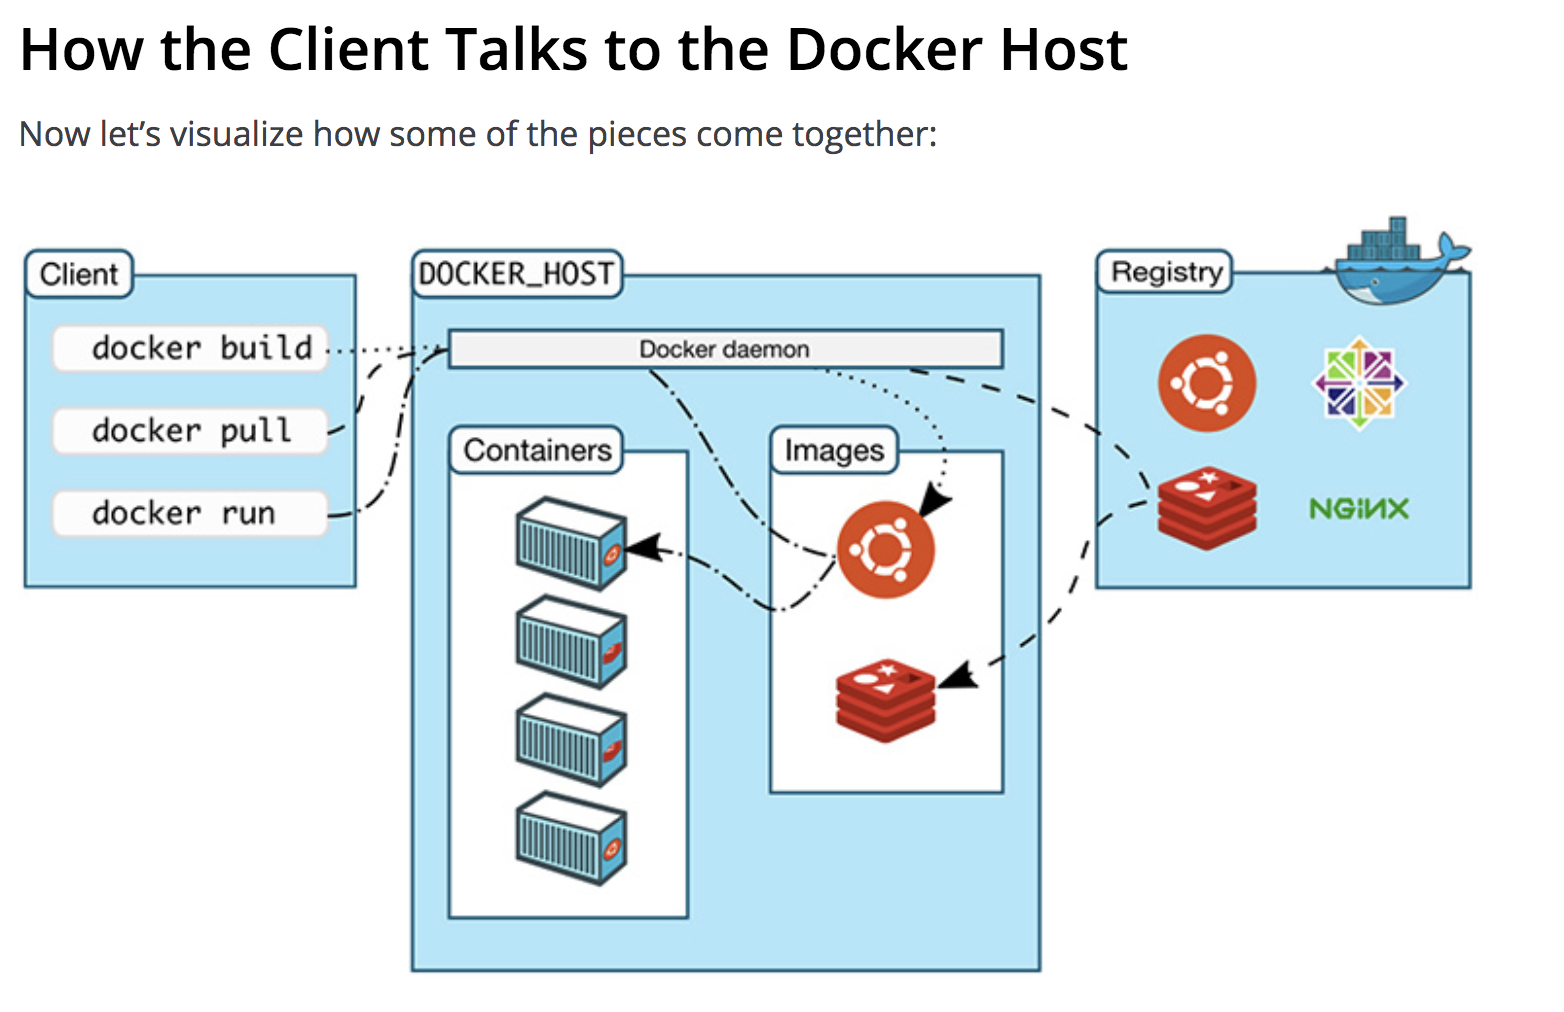 How the Client Talks to the Docker Host
Now let’s visualize how some of the pieces come together:
Client
docker build
docker pull
docker run
DOCKER_HOST
Docker daemon
Containers
Images
Registry
NGiNX